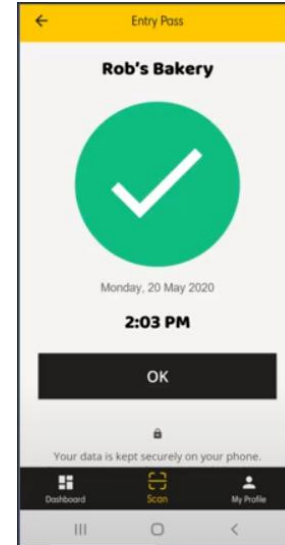 Entry Pass
Rob's Bakery
Monday, 20 May 2020
2:03 PM
OK
Your data is kept securely on your phone.
Dashboard
Scan
My Profile